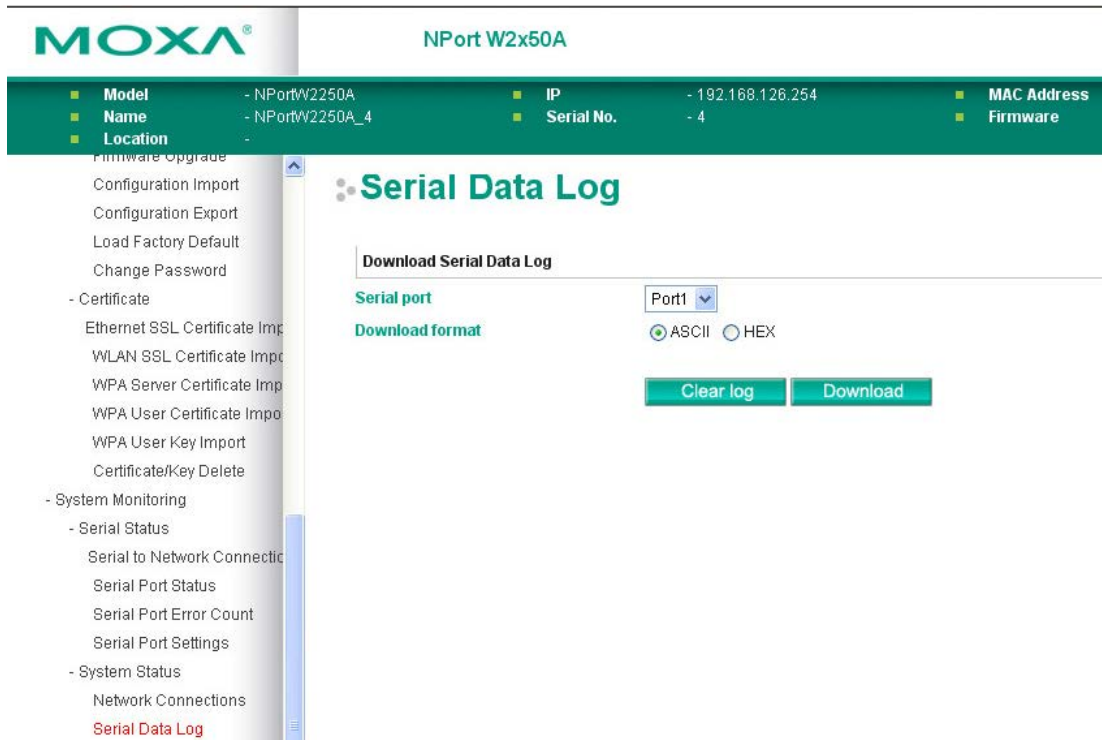 MOXA®
NPort W2x50A
Model - NPortW2250A IP - 192.168.126.254 MAC Address
Name - NPortW2250A_4 Serial No. - 4 Firmware
Location -
Firmware Upgrade
Configuration Import
Configuration Export
Load Factory Default
Change Password
- Certificate
Ethernet SSL Certificate Imp
WLAN SSL Certificate Impo
WPA Server Certificate Imp
WPA User Certificate Impo
WPA User Key Import
Certificate/Key Delete
- System Monitoring
- Serial Status
Serial to Network Connectio
Serial Port Status
Serial Port Error Count
Serial Port Settings
- System Status
Network Connections
Serial Data Log
Serial Data Log
Download Serial Data Log
Serial port Port1
Download format ASCII HEX
Clear log Download